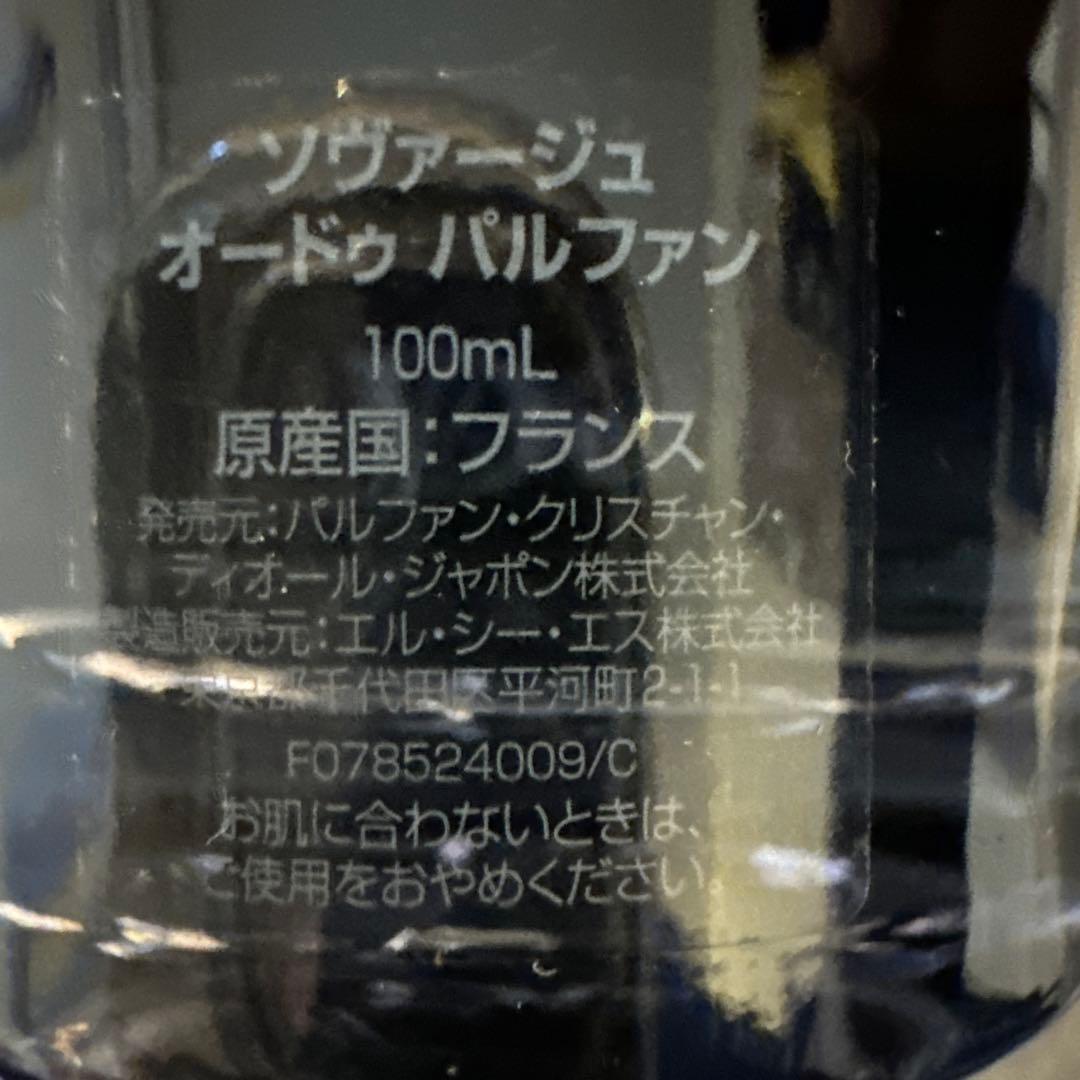 ソヴァージュ
オードゥ パルファン
100mL
原産国:フランス
発売元:パルファン・クリスチャン・
ディオール・ジャポン株式会社
製造販売元:エル・シー・エス株式会社
東京都千代田区平河町2-1-1
F078524009/C
お肌に合わないときは、
ご使用をおやめください。